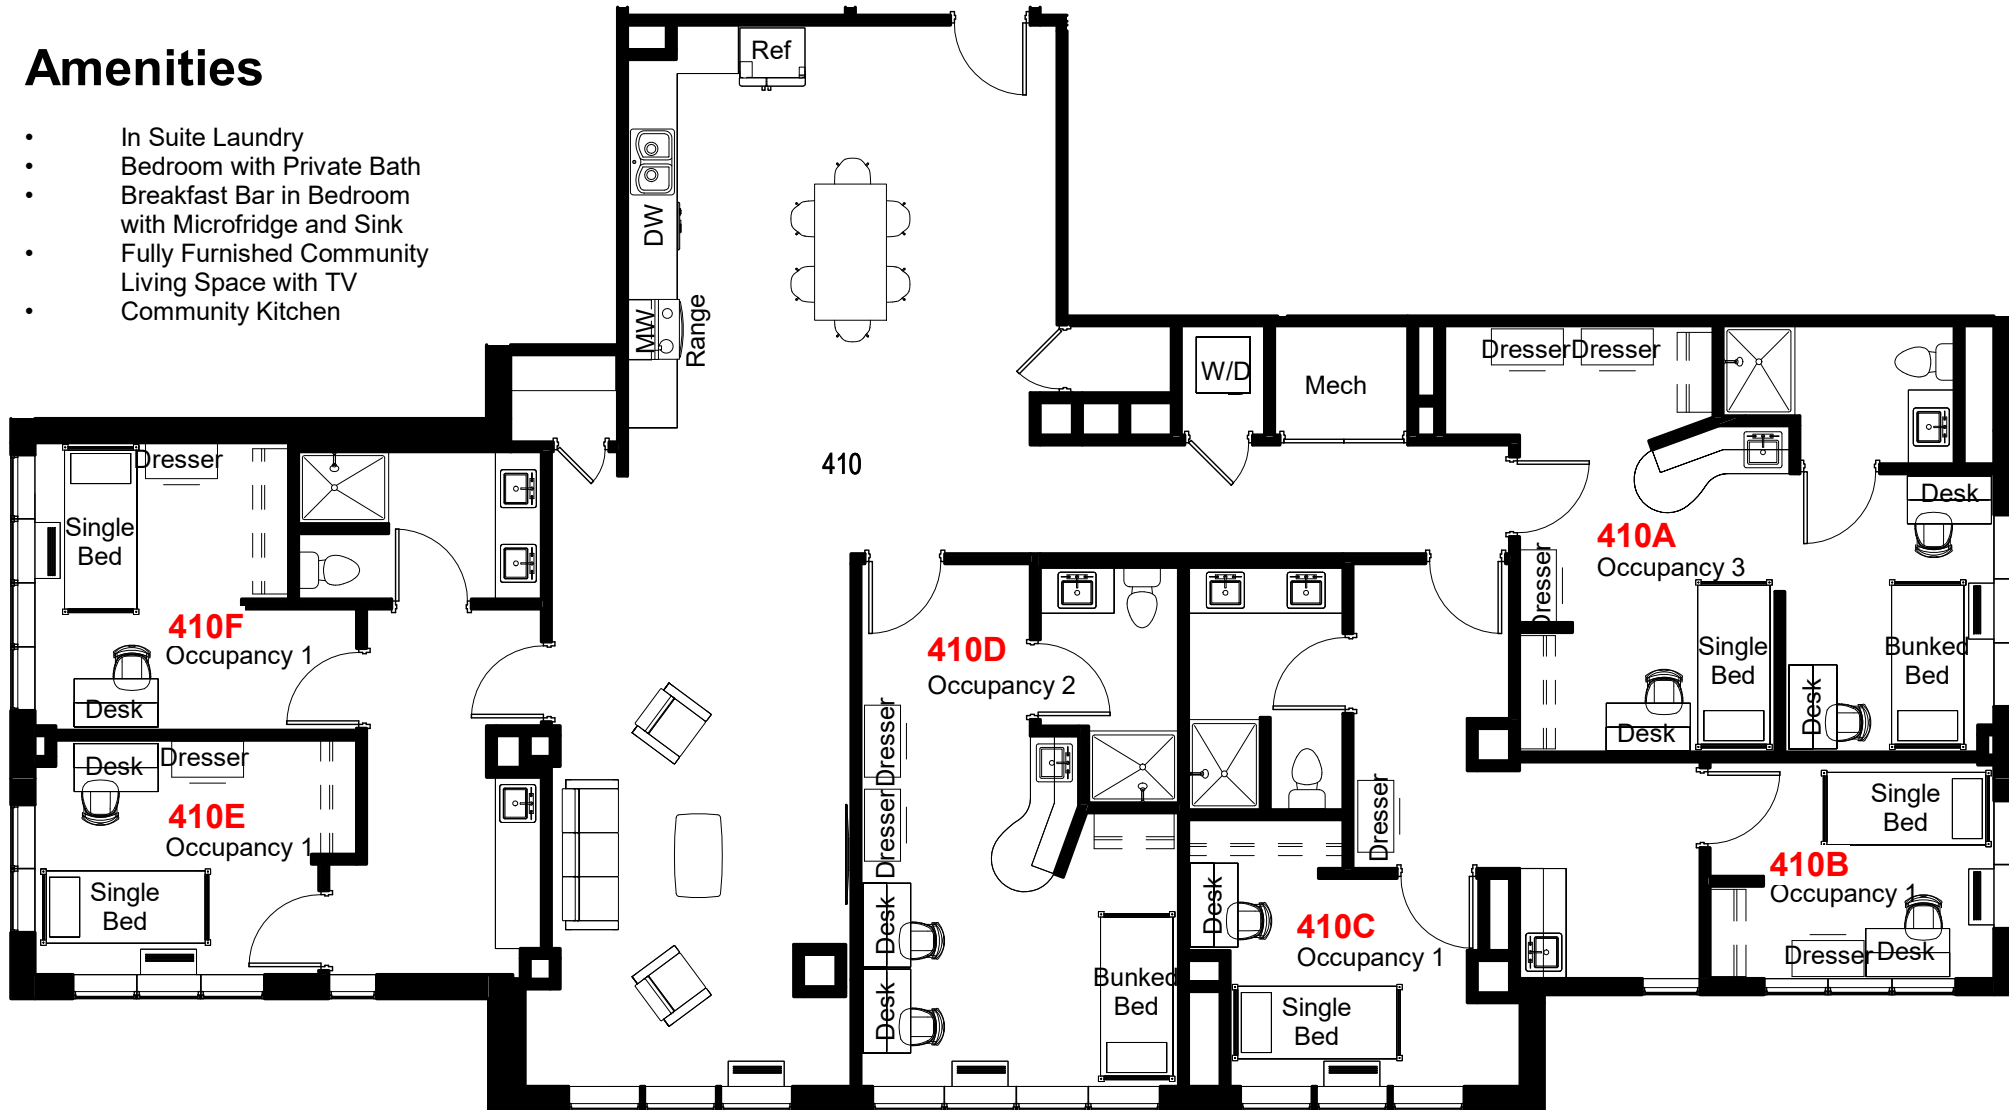 Amenities
• In Suite Laundry
• Bedroom with Private Bath
• Breakfast Bar in Bedroom
with Microfridge and Sink
• Fully Furnished Community
Living Space with TV
• Community Kitchen
Ref
DW
MW
Range
W/D
Mech
410
Dresser
Dresser
Desk
410A
Occupancy 3
Dresser
Single
Bed
Bunked
Bed
Desk
Desk
Dresser
Single
Bed
410F
Occupancy 1
Desk
Desk
Dresser
410E
Occupancy 1
Single
Bed
410D
Occupancy 2
Dresser
Dresser
Desk
Desk
Bunked
Bed
Dresser
Desk
410C
Occupancy 1
Single
Bed
Single
Bed
410B
Occupancy 1
Dresser
Desk